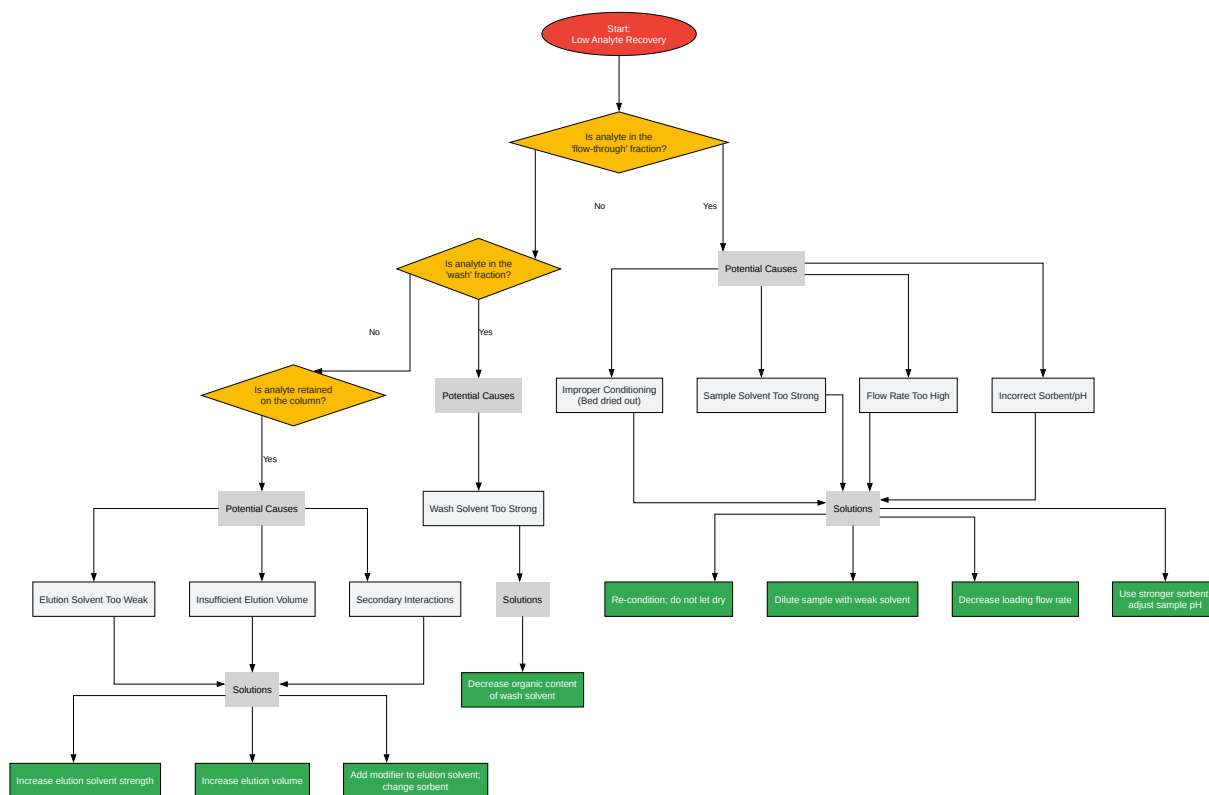 Start:
Low Analyte Recovery
Is analyte in the
'flow-through' fraction?
No
Yes
Is analyte in the
'wash' fraction?
Potential Causes
No
Yes
Is analyte retained
on the column?
Potential Causes
Improper Conditioning
(Bed dried out)
Sample Solvent Too Strong
Flow Rate Too High
Incorrect Sorbent/pH
Yes
Potential Causes
Wash Solvent Too Strong
Solutions
Elution Solvent Too Weak
Insufficient Elution Volume
Secondary Interactions
Solutions
Re-condition; do not let dry
Dilute sample with weak solvent
Decrease loading flow rate
Use stronger sorbent
adjust sample pH
Solutions
Decrease organic content
of wash solvent
Increase elution solvent strength
Increase elution volume
Add modifier to elution solvent;
change sorbent